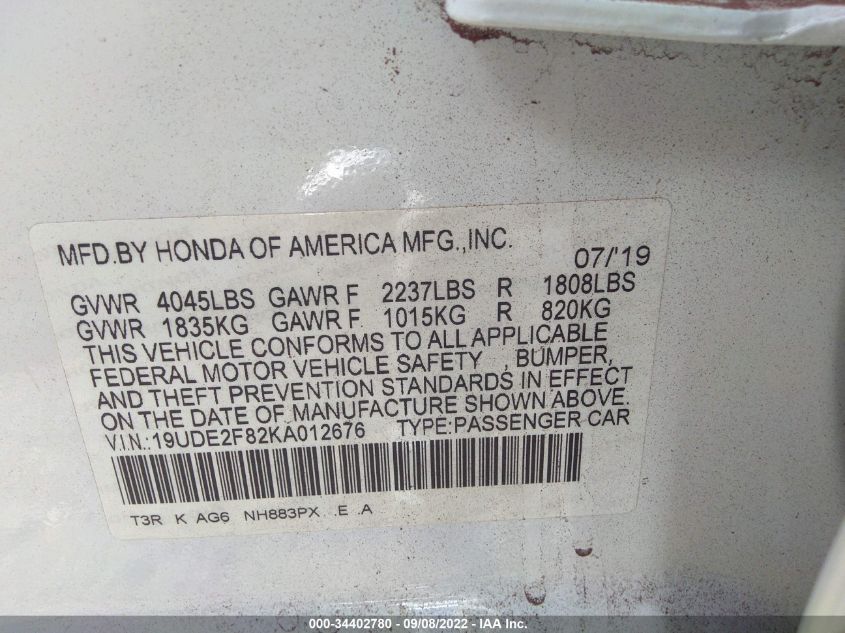 MFD.BY HONDA OF AMERICA MFG.,INC. 07/'19
GVWR 4045LBS GAWR F 2237LBS R 1808LBS
GVWR 1835KG GAWR F 1015KG R 820KG
THIS VEHICLE CONFORMS TO ALL APPLICABLE
FEDERAL MOTOR VEHICLE SAFETY , BUMPER,
AND THEFT PREVENTION STANDARDS IN EFFECT
ON THE DATE OF MANUFACTURE SHOWN ABOVE.
V.I.N.:19UDE2F82KA012676 TYPE:PASSENGER CAR
T3R K AG6 NH883PX .E .A
000-34402780 - 09/08/2022 - IAA Inc.